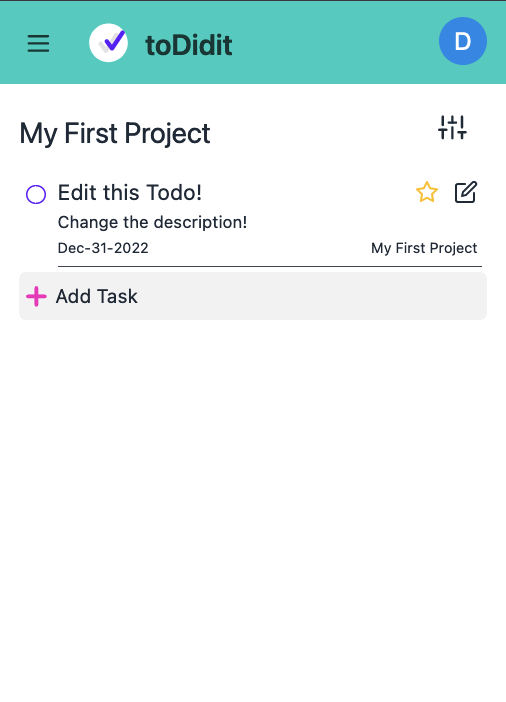 toDidit
D
My First Project
Edit this Todo!
Change the description!
Dec-31-2022 My First Project
Add Task